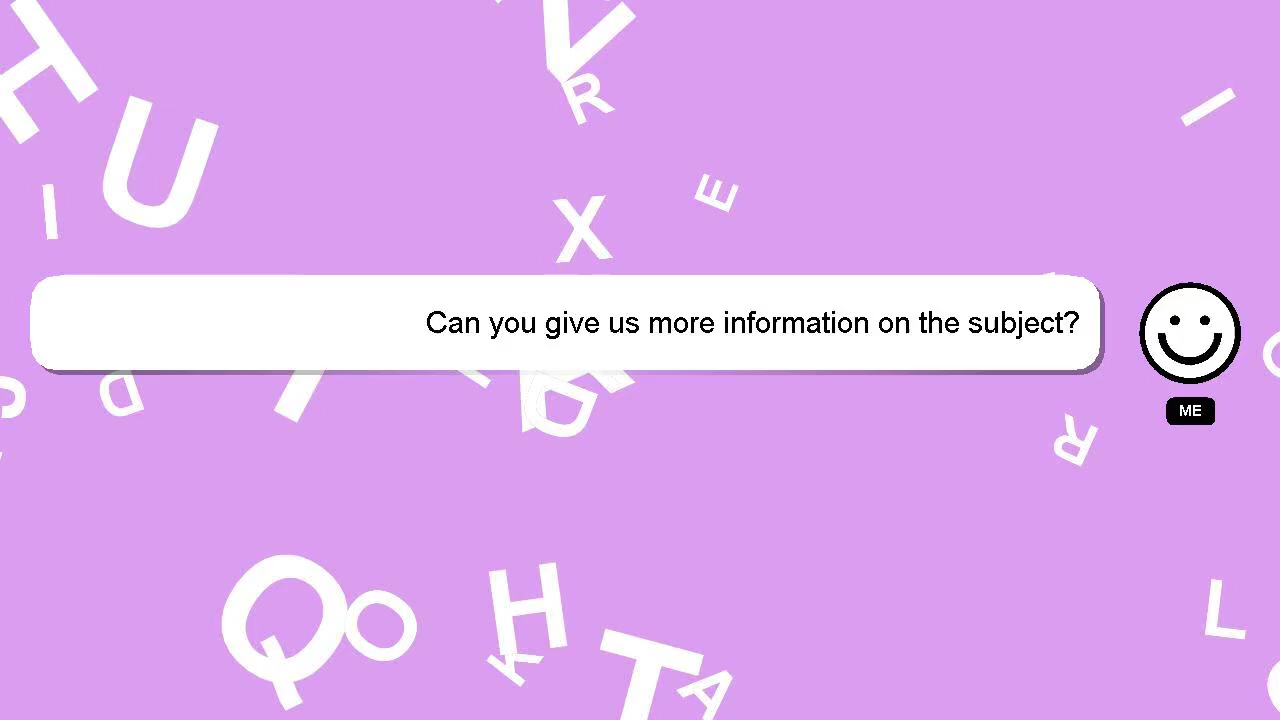 H
V
R
U
I
I
E
X
Can you give us more information on the subject?
ME
S
D
R
Q
O
H
K
T
A
L